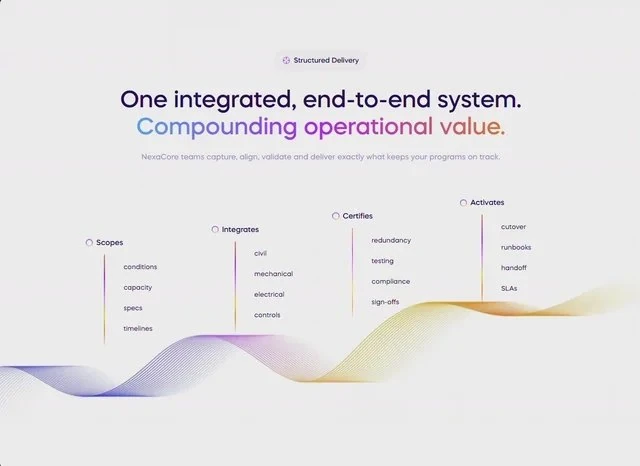 Structured Delivery
One integrated, end-to-end system.
Compounding operational value.
NexaCore teams capture, align, validate and deliver exactly what keeps your programs on track.
Scopes
conditions
capacity
specs
timelines
Integrates
civil
mechanical
electrical
controls
Certifies
redundancy
testing
compliance
sign-offs
Activates
cutover
runbooks
handoff
SLAs